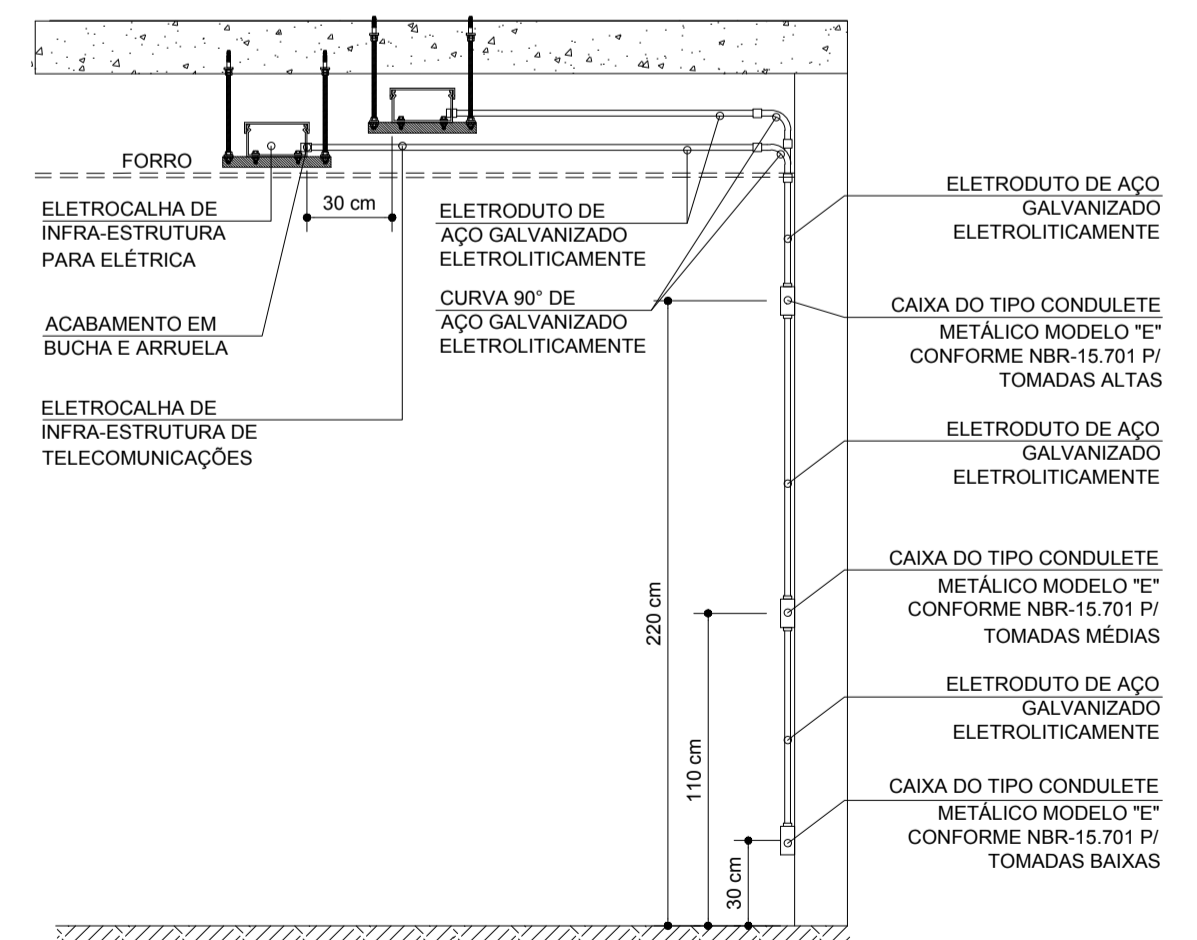 FORRO
ELETROCALHA DE
INFRA-ESTRUTURA
PARA ELÉTRICA
ACABAMENTO EM
BUCHA E ARRUELA
ELETROCALHA DE
INFRA-ESTRUTURA DE
TELECOMUNICAÇÕES
30 cm
ELETRODUTO DE
AÇO GALVANIZADO
ELETROLITICAMENTE
CURVA 90° DE
AÇO GALVANIZADO
ELETROLITICAMENTE
220 cm
110 cm
30 cm
ELETRODUTO DE AÇO
GALVANIZADO
ELETROLITICAMENTE
CAIXA DO TIPO CONDULETE
METÁLICO MODELO "E"
CONFORME NBR-15.701 P/
TOMADAS ALTAS
ELETRODUTO DE AÇO
GALVANIZADO
ELETROLITICAMENTE
CAIXA DO TIPO CONDULETE
METÁLICO MODELO "E"
CONFORME NBR-15.701 P/
TOMADAS MÉDIAS
ELETRODUTO DE AÇO
GALVANIZADO
ELETROLITICAMENTE
CAIXA DO TIPO CONDULETE
METÁLICO MODELO "E"
CONFORME NBR-15.701 P/
TOMADAS BAIXAS